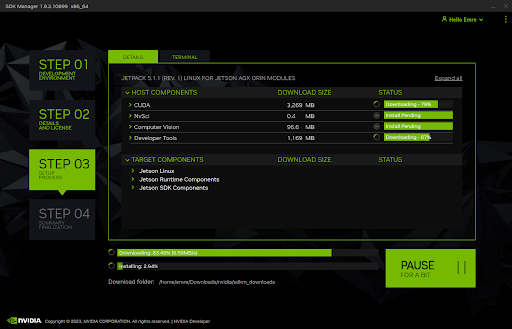 SDK Manager 1.9.2 10899 x86_64
Hello Emre
STEP 01
DEVELOPMENT
ENVIRONMENT
STEP 02
DETAILS
AND LICENSE
STEP 03
SETUP
PROCESS
STEP 04
SUMMARY
FINALIZATION
DETAILS TERMINAL
JETPACK 5.1.1 (REV. 1) LINUX FOR JETSON AGX ORIN MODULES Expand all
HOST COMPONENTS DOWNLOAD SIZE STATUS
CUDA 3,269 MB Downloading - 79%
NvSci 0.4 MB Install Pending
Computer Vision 96.6 MB Install Pending
Developer Tools 1,169 MB Downloading - 67%
TARGET COMPONENTS DOWNLOAD SIZE STATUS
Jetson Linux
Jetson Runtime Components
Jetson SDK Components
Downloading: 83.49% (6.59MB/s)
Installing: 2.94%
Download folder: /home/emre/Downloads/nvidia/sdkm_downloads
PAUSE
FOR A BIT
NVIDIA Copyright © 2023, NVIDIA CORPORATION. All rights reserved. | NVIDIA Developer